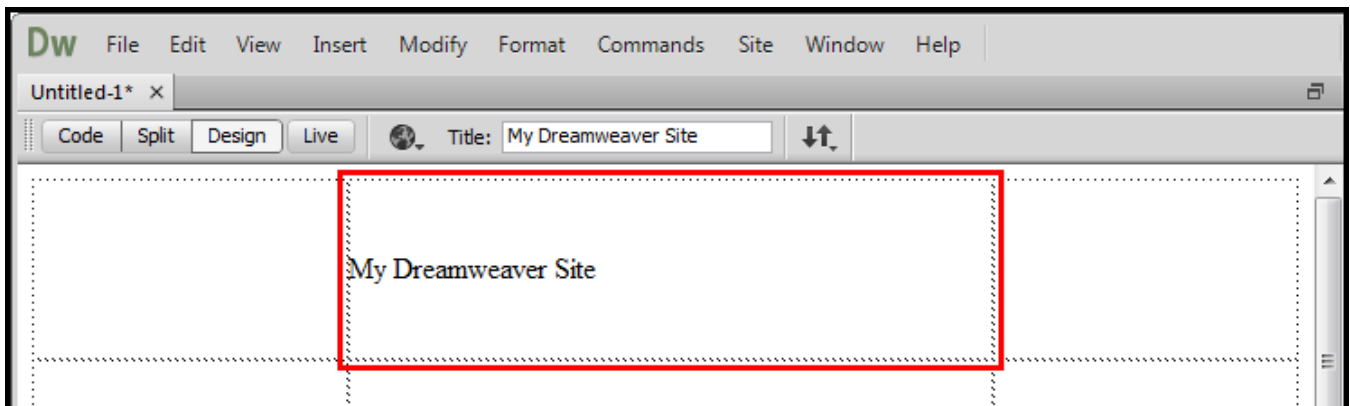 Dw File Edit View Insert Modify Format Commands Site Window Help
Untitled-1* ×
Code Split Design Live Title: My Dreamweaver Site
My Dreamweaver Site